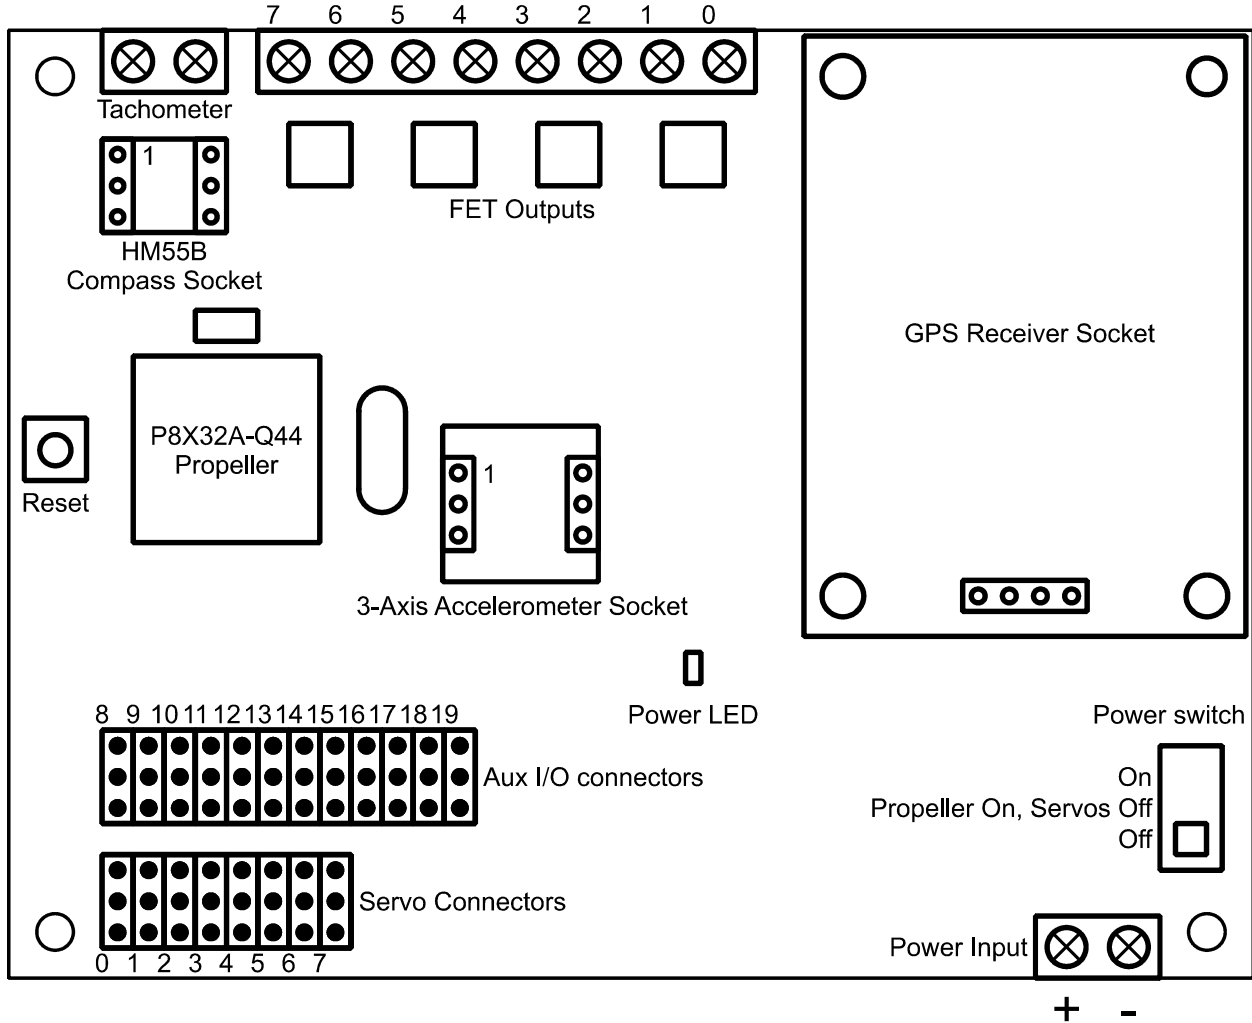 7 6 5 4 3 2 1 0
Tachometer
1
FET Outputs
HM55B
Compass Socket
GPS Receiver Socket
P8X32A-Q44
Propeller
1
Reset
3-Axis Accelerometer Socket
Power LED
Power switch
8 9 10 11 12 13 14 15 16 17 18 19
Aux I/O connectors
On
Propeller On, Servos Off
Off
Servo Connectors
0 1 2 3 4 5 6 7
Power Input
+ -